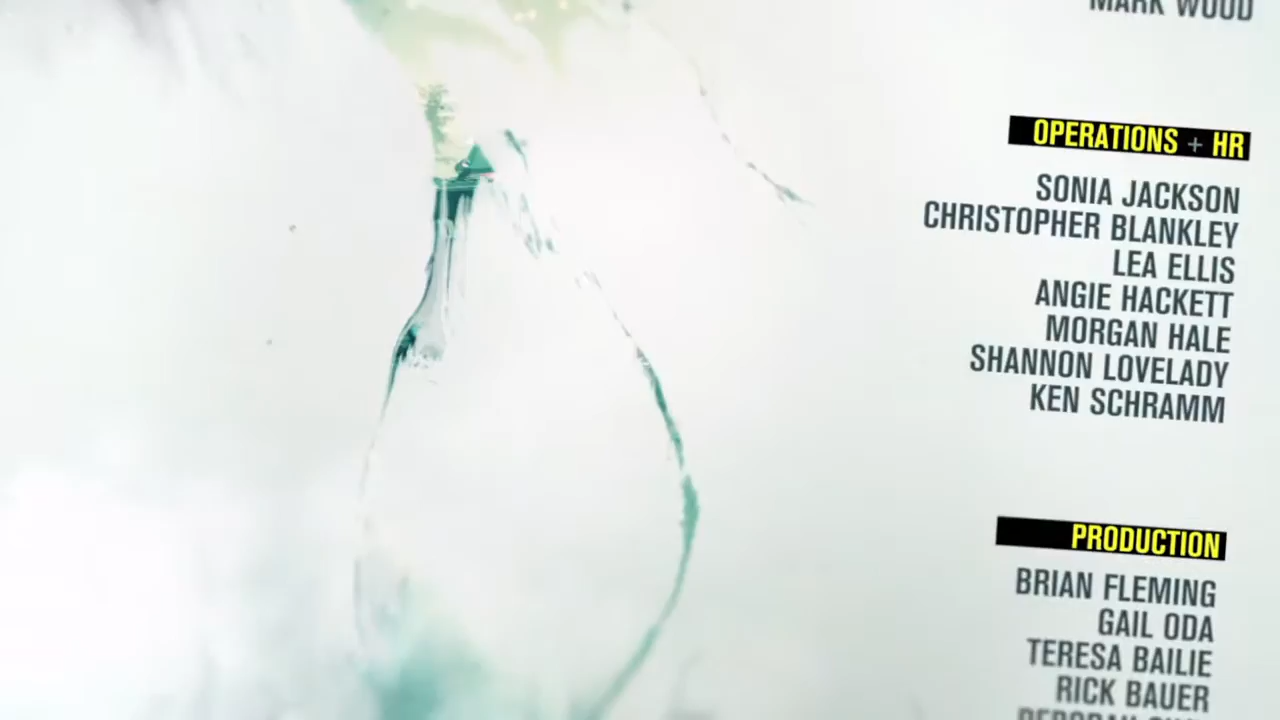 MARK WOOD
OPERATIONS + HR
SONIA JACKSON
CHRISTOPHER BLANKLEY
LEA ELLIS
ANGIE HACKETT
MORGAN HALE
SHANNON LOVELADY
KEN SCHRAMM
PRODUCTION
BRIAN FLEMING
GAIL ODA
TERESA BAILIE
RICK BAUER